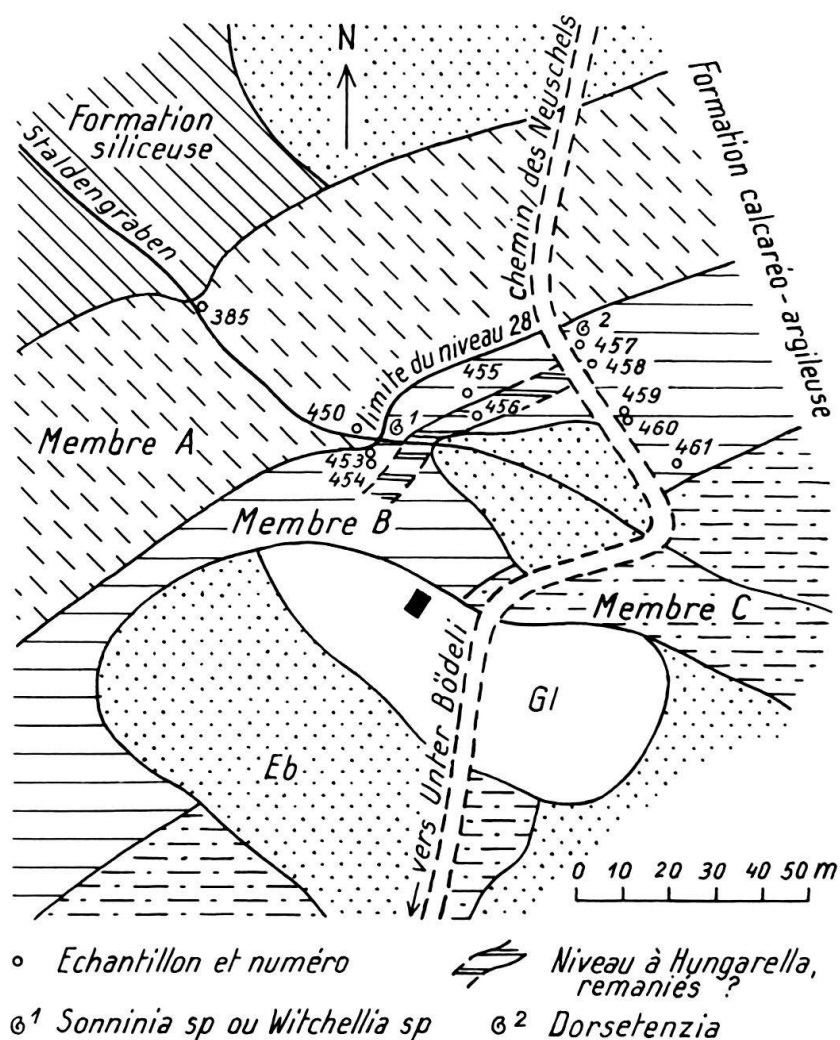 N
Formation
siliceuse
Staldengraben
chemin des Neuschels
Formation calcaréo-argileuse
385
limite du niveau 28
2
457
458
455
459
456
460
450
1
461
453
454
Membre A
Membre B
Membre C
Gl
Eb
vers Unter Bödeli
0 10 20 30 40 50 m
Echantillon et numéro
Niveau à Hungarella,
remaniés ?
1 Sonninia sp ou Witchellia sp
2 Dorsetenzia